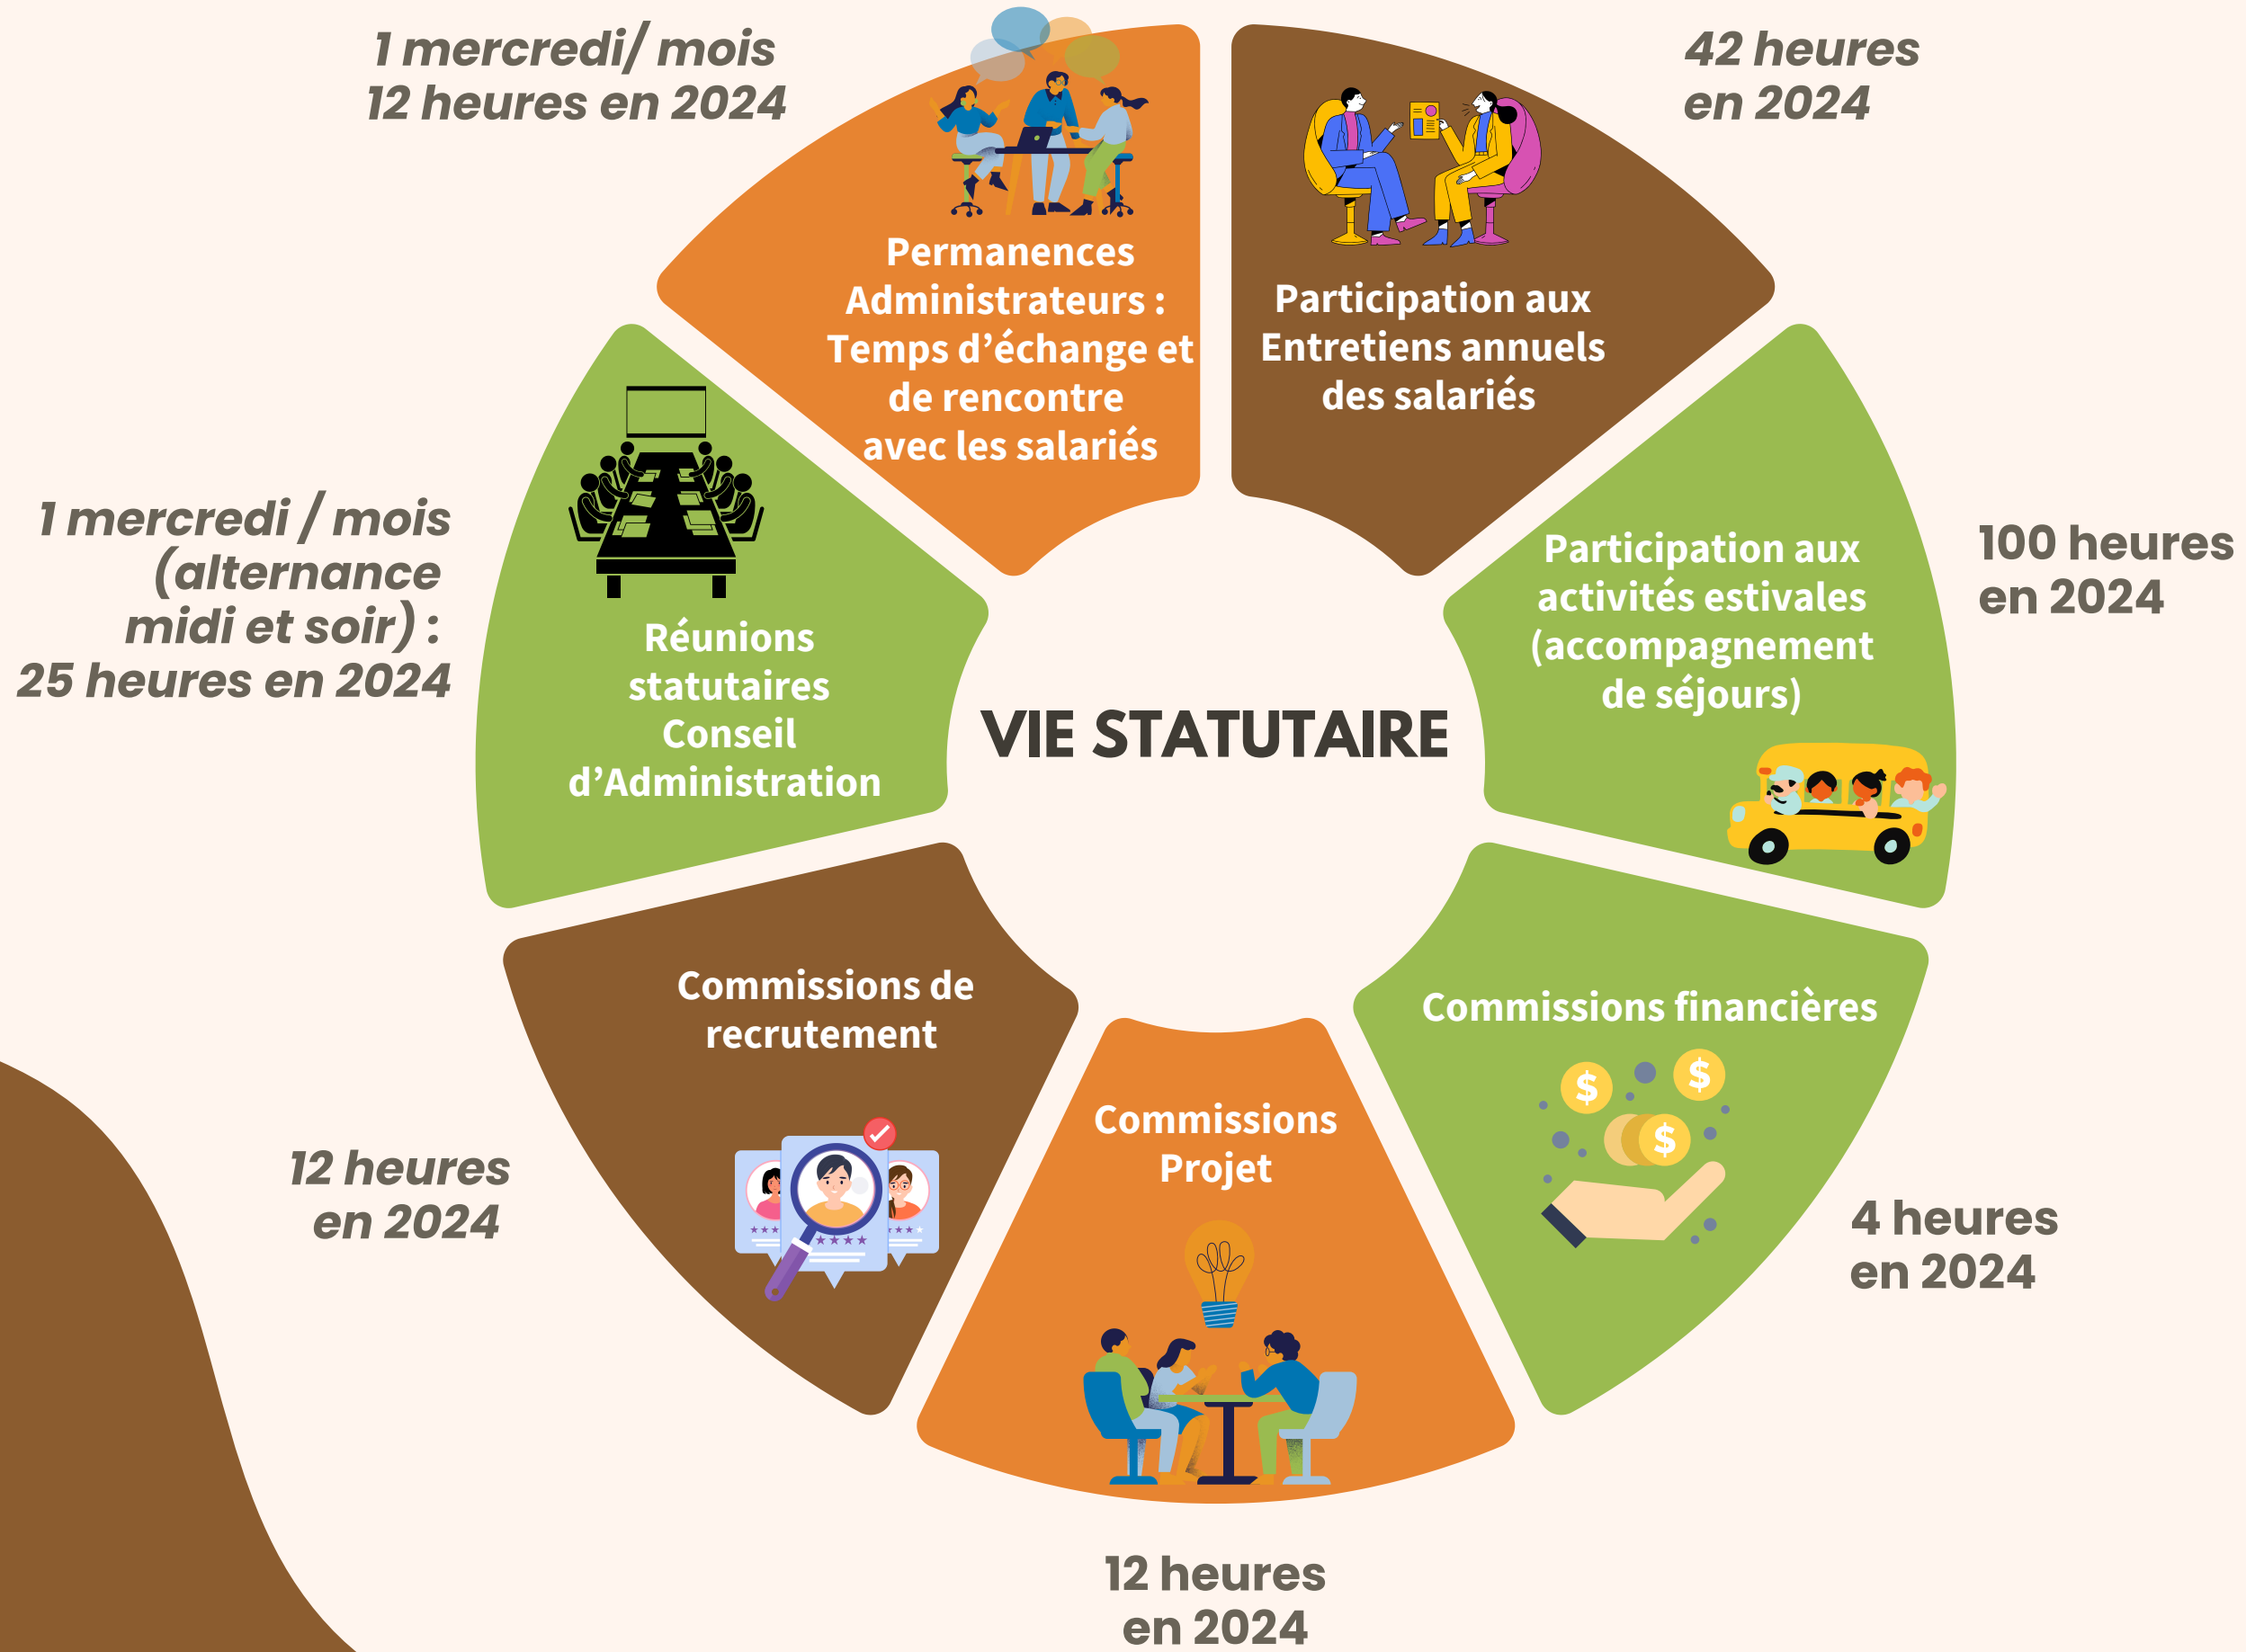 1 mercredi/ mois
12 heures en 2024
42 heures
en 2024
Permanences
Administrateurs :
Temps d’échange et
de rencontre
avec les salariés
Participation aux
Entretiens annuels
des salariés
1 mercredi / mois
(alternance
midi et soir) :
25 heures en 2024
Réunions
statutaires
Conseil
d’Administration
Participation aux
activités estivales
(accompagnement
de séjours)
100 heures
en 2024
VIE STATUTAIRE
Commissions de
recrutement
12 heures
en 2024
Commissions
Projet
12 heures
en 2024
Commissions financières
$
$
$
4 heures
en 2024